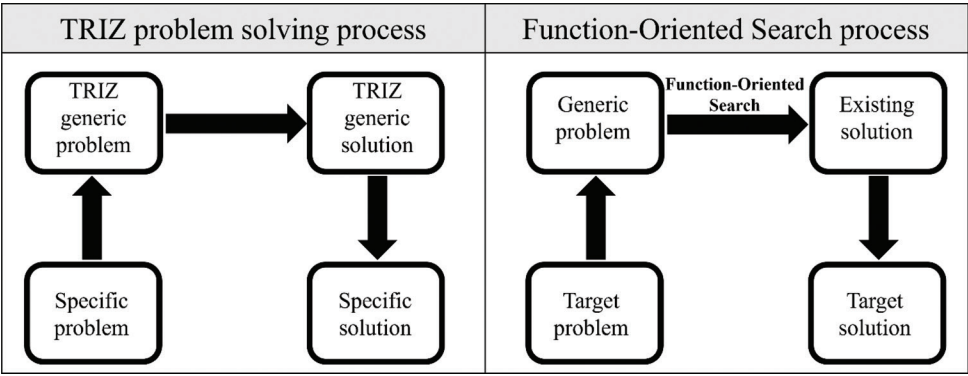 TRIZ problem solving process
TRIZ
generic
problem
TRIZ
generic
solution
Specific
problem
Specific
solution
Function-Oriented Search process
Generic
problem
Function-Oriented
Search
Existing
solution
Target
problem
Target
solution